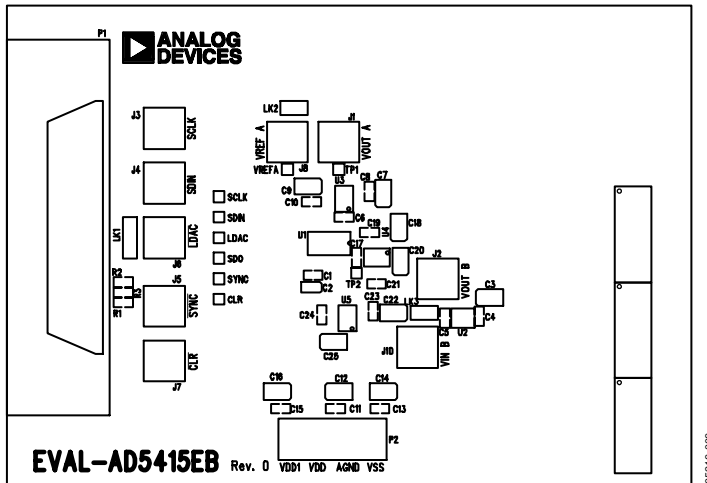 P1
ANALOG
DEVICES
J3
SCLK
J4
SDIN
LK1
LDAC
J6
R2
R3
R1
J5
SYNC
CLR
J7
SCLK
SDIN
LDAC
SDO
SYNC
CLR
LK2
VREF A
J8
VREFA
J1
VOUT A
TP1
C9
C10
U3
C8
C7
C6
C19
U4
C18
U1
C17
C20
TP2
C1
C2
C21
J2
VOUT B
C3
C24
U5
C23
C22
LK3
C5
U2
C4
C25
J10
VIN B
C16
C12
C14
C15
C11
C13
P2
EVAL-AD5415EB Rev. 0 VDD1 VDD AGND VSS